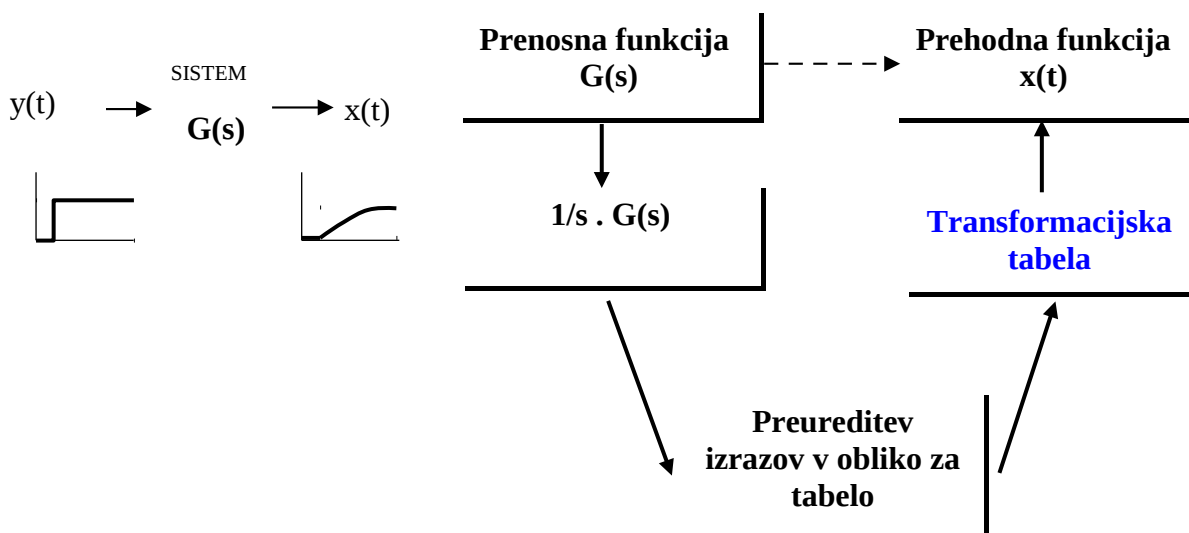 SISTEM
y(t)
G(s)
x(t)
Prenosna funkcija
G(s)
1/s . G(s)
Preureditev
izrazov v obliko za
tabelo
Transformacijska
tabela
Prehodna funkcija
x(t)